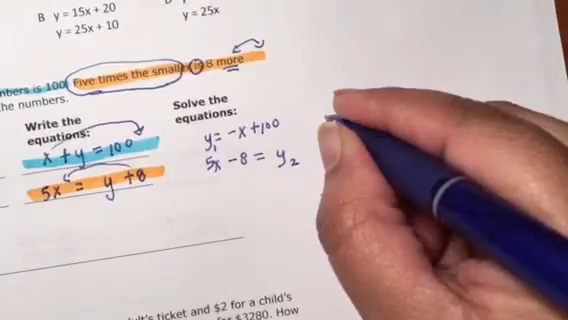 B y = 15x + 20
y = 25x + 10
y = 25x
mbers is 100. Five times the smaller is 8 more
the numbers.
Write the
equations:
x + y = 100
5x = y + 8
Solve the
equations:
y₁ = -x + 100
5x - 8 = y₂
ult's ticket and $2 for a child's
for $3280. How